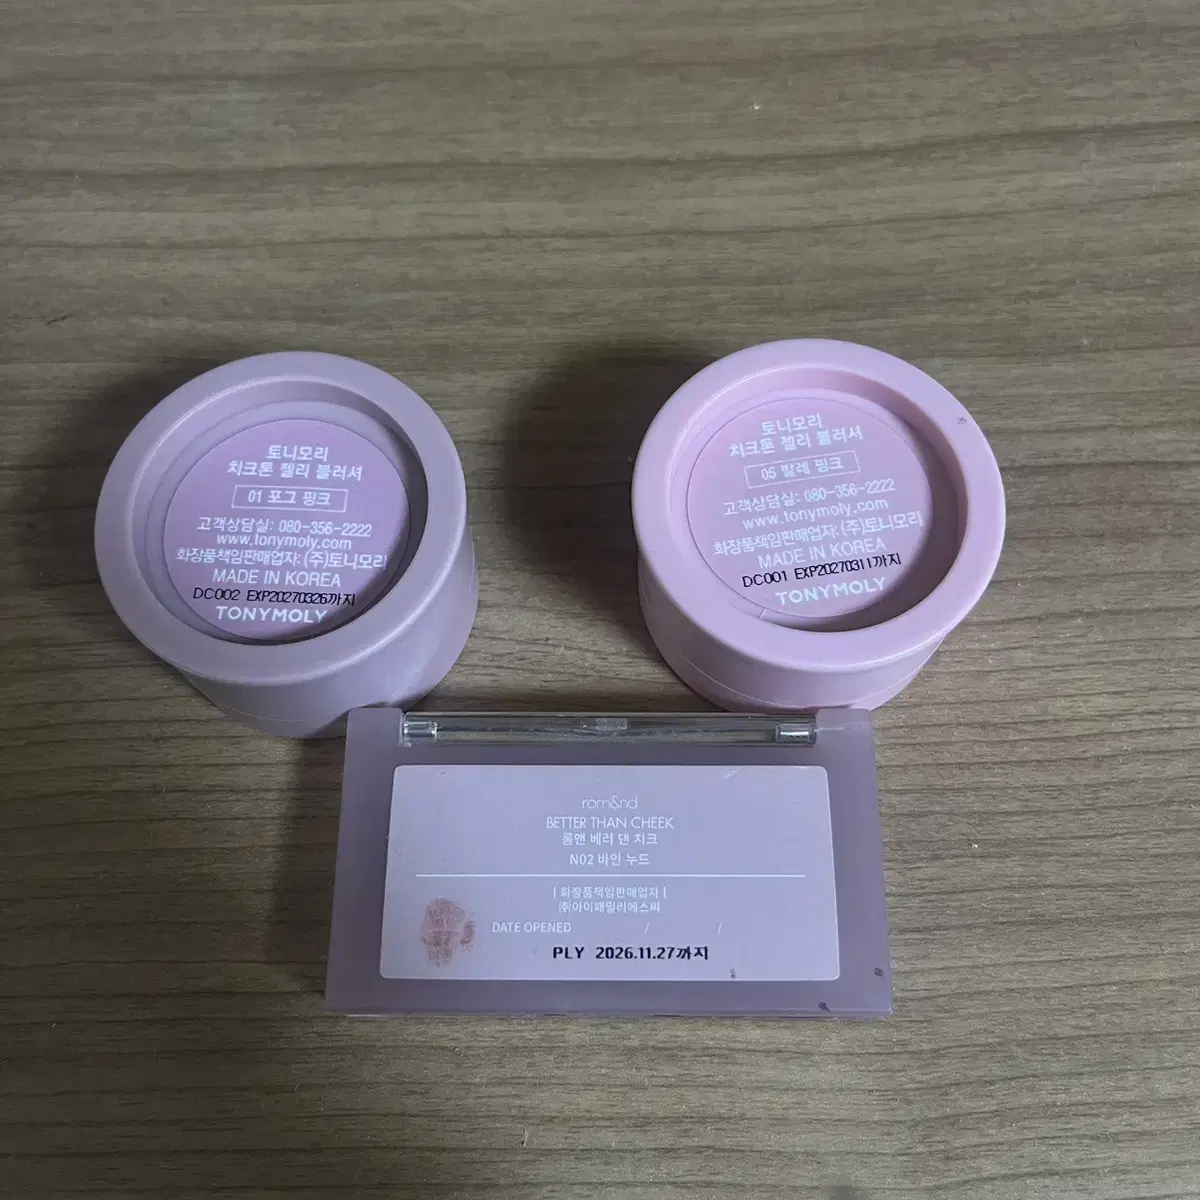 토니모리
치크톤 젤리 블러셔
01 포그 핑크
고객상담실: 080-356-2222
www.tonymoly.com
화장품책임판매업자: (주)토니모리
MADE IN KOREA
DC002 EXP20270326까지
TONYMOLY
토니모리
치크톤 젤리 블러셔
05 발레 핑크
고객상담실: 080-356-2222
www.tonymoly.com
화장품책임판매업자: (주)토니모리
MADE IN KOREA
DC001 EXP20270311까지
TONYMOLY
rom&nd
BETTER THAN CHEEK
롬앤 베러 댄 치크
N02 바인 누드
| 화장품책임판매업자 |
㈜아이패밀리에스씨
DATE OPENED / /
PLY 2026.11.27까지